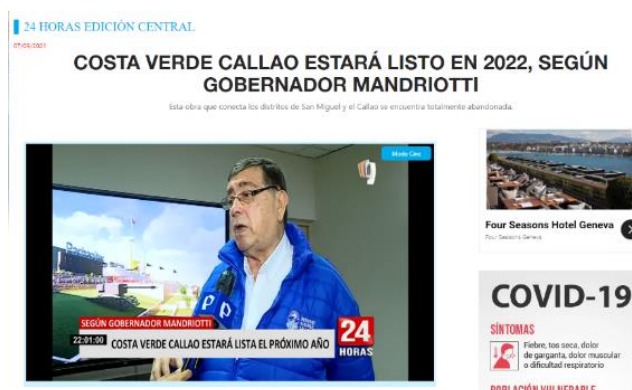 24 HORAS EDICIÓN CENTRAL
07/09/2021
COSTA VERDE CALLAO ESTARÁ LISTO EN 2022, SEGÚN
GOBERNADOR MANDRIOTTI
Esta obra que conecta los distritos de San Miguel y el Callao se encuentra totalmente abandonada.
Modo Cine
SEGÚN GOBERNADOR MANDRIOTTI
22:01:00 COSTA VERDE CALLAO ESTARÁ LISTA EL PRÓXIMO AÑO
24
HORAS
Four Seasons Hotel Geneva
Four Seasons Geneva
COVID-19
SÍNTOMAS
Fiebre, tos seca, dolor
de garganta, dolor muscular
o dificultad respiratorio
POBLACIÓN VULNERABLE